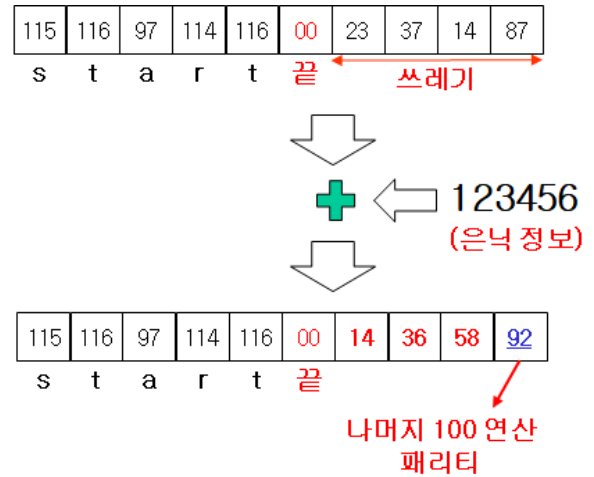 115 116 97 114 116 00 23 37 14 87
s t a r t 끝 쓰레기
123456
(은닉 정보)
115 116 97 114 116 00 14 36 58 92
s t a r t 끝
나머지 100 연산
패리티